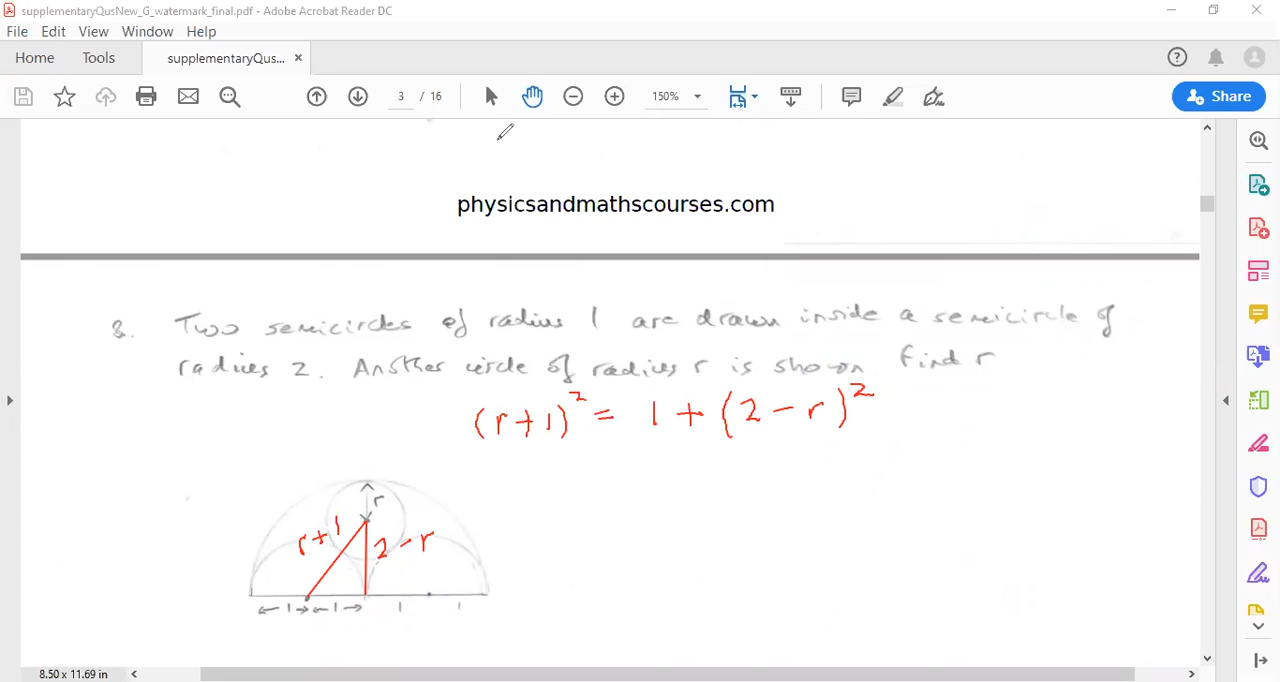 supplementaryQusNew_G_watermark_final.pdf - Adobe Acrobat Reader DC
File Edit View Window Help
Home Tools supplementaryQus... ×
3 / 16 150% Share
physicsandmathscourses.com
8. Two semicircles of radius 1 are drawn inside a semicircle of
radius 2. Another circle of radius r is shown. Find r
(r+1)² = 1 + (2-r)²
r
r+1 2-r
1 1 1 1
8.50 x 11.69 in